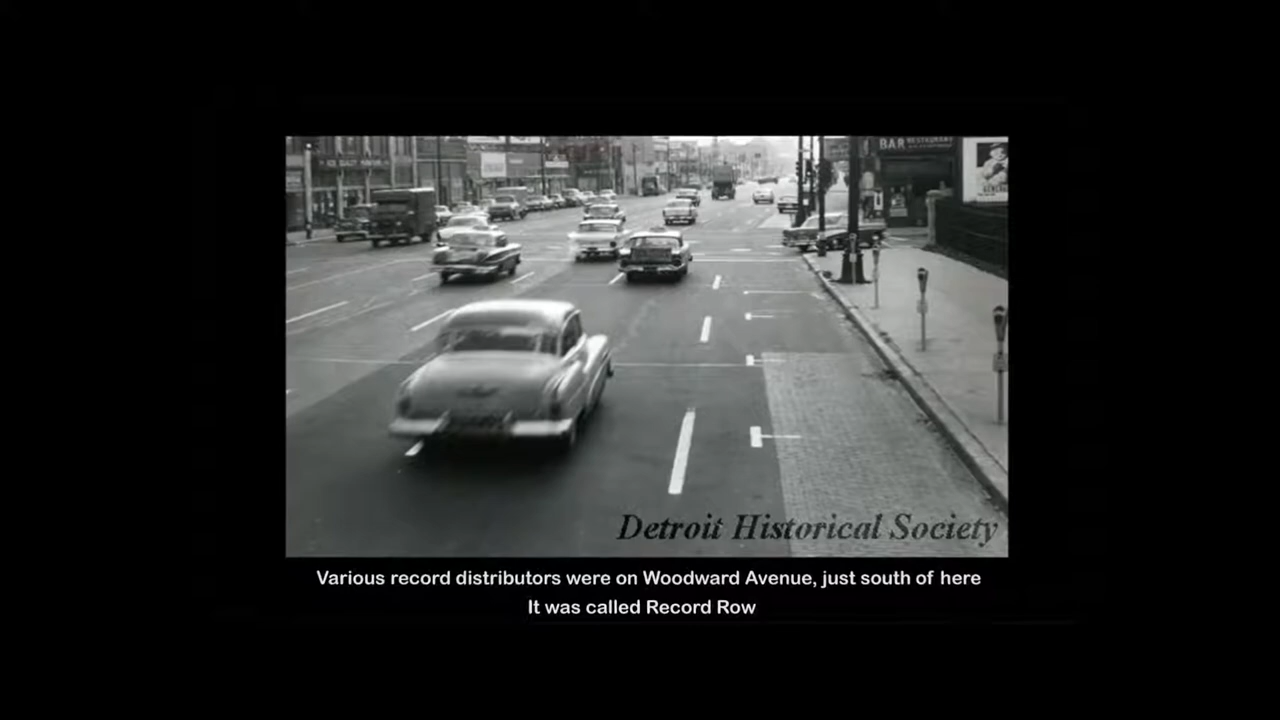 BAR RESTAURANT
Detroit Historical Society
Various record distributors were on Woodward Avenue, just south of here
It was called Record Row